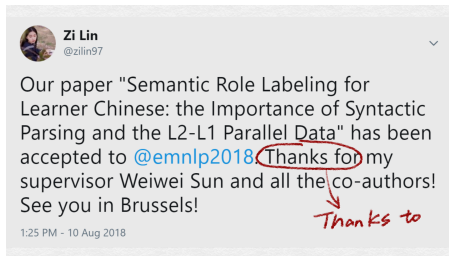 Zi Lin
@zilin97
Our paper "Semantic Role Labeling for
Learner Chinese: the Importance of Syntactic
Parsing and the L2-L1 Parallel Data" has been
accepted to @emnlp2018. Thanks for my
supervisor Weiwei Sun and all the co-authors!
See you in Brussels!
Thanks to
1:25 PM - 10 Aug 2018